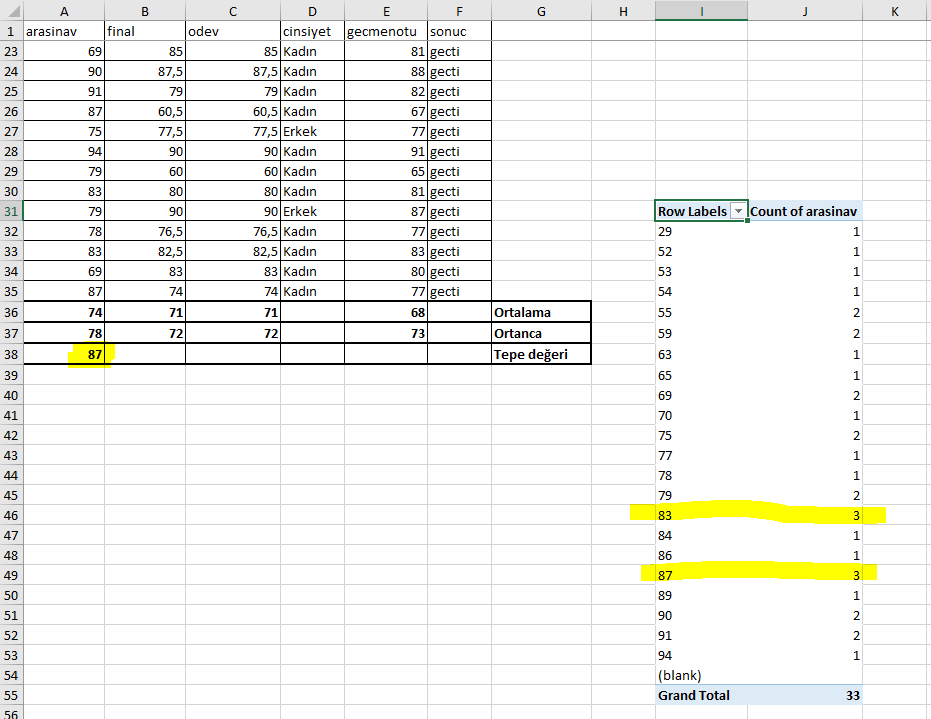 A B C D E F G H I J K
1 arasinav final odev cinsiyet gecmenotu sonuc
23 69 85 85 Kadın 81 gecti
24 90 87,5 87,5 Kadın 88 gecti
25 91 79 79 Kadın 82 gecti
26 87 60,5 60,5 Kadın 67 gecti
27 75 77,5 77,5 Erkek 77 gecti
28 94 90 90 Kadın 91 gecti
29 79 60 60 Kadın 65 gecti
30 83 80 80 Kadın 81 gecti
31 79 90 90 Erkek 87 gecti Row Labels Count of arasinav
32 78 76,5 76,5 Kadın 77 gecti 29 1
33 83 82,5 82,5 Kadın 83 gecti 52 1
34 69 83 83 Kadın 80 gecti 53 1
35 87 74 74 Kadın 77 gecti 54 1
36 74 71 71 68 Ortalama 55 2
37 78 72 72 73 Ortanca 59 2
38 87 Tepe değeri 63 1
39 65 1
40 69 2
41 70 1
42 75 2
43 77 1
44 78 1
45 79 2
46 83 3
47 84 1
48 86 1
49 87 3
50 89 1
51 90 2
52 91 2
53 94 1
54 (blank)
55 Grand Total 33
56